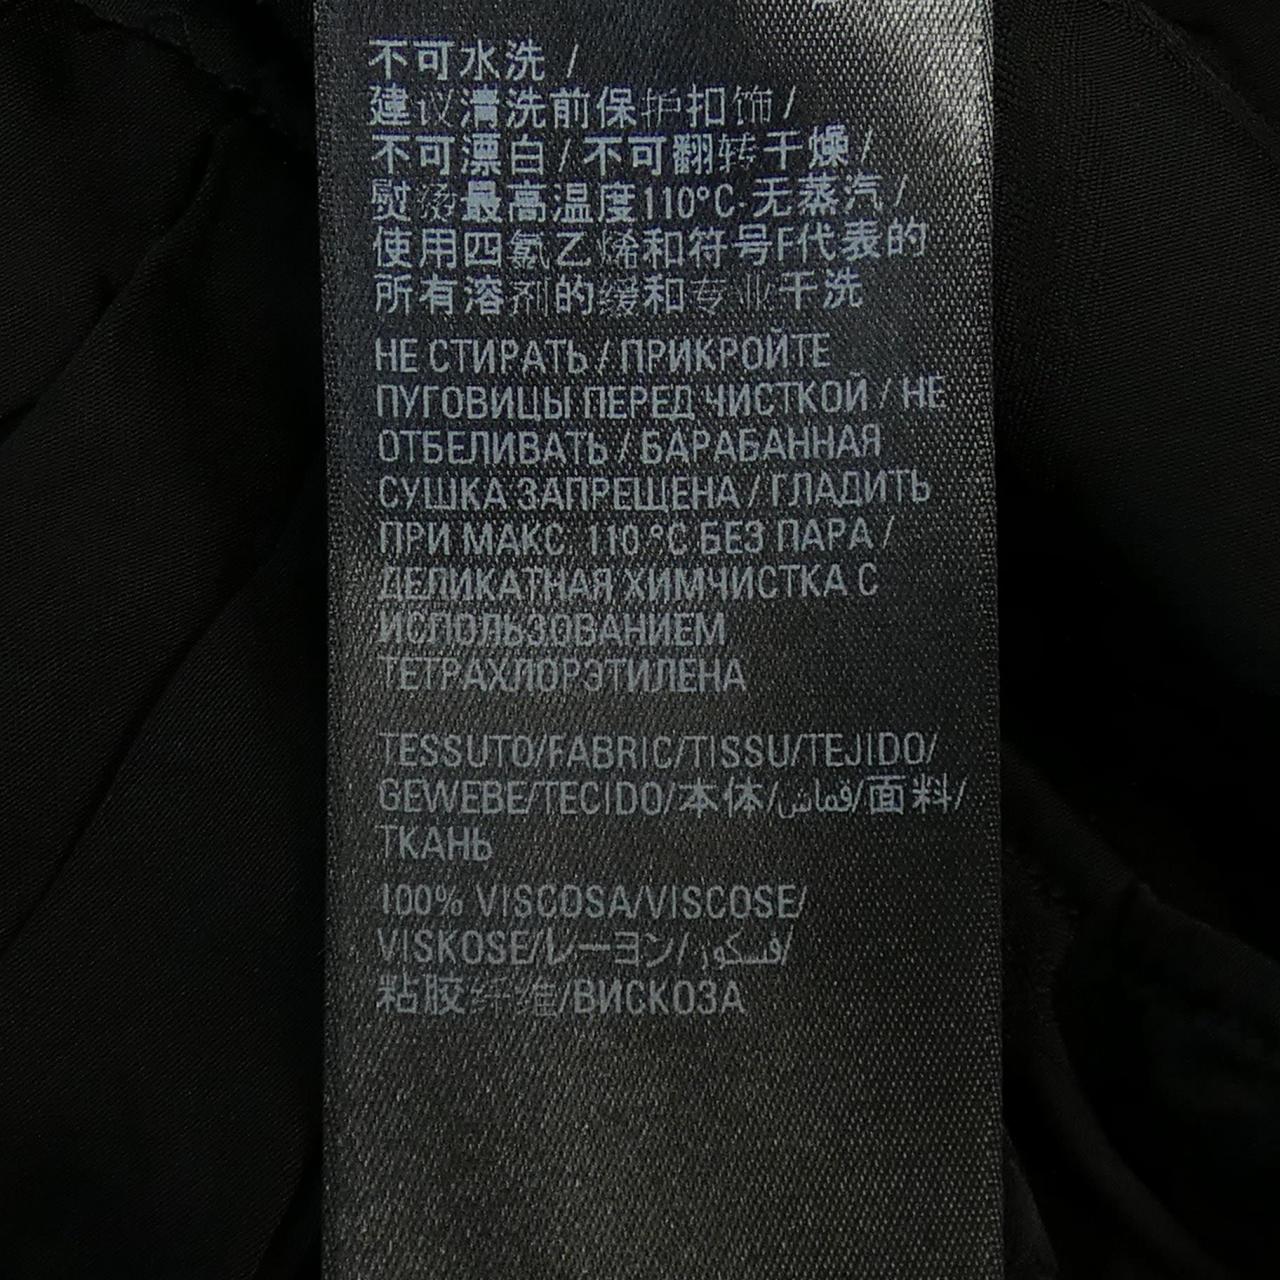 不可水洗 /
建议清洗前保护扣饰 /
不可漂白 / 不可翻转干燥 /
熨烫最高温度110°C·无蒸汽 /
使用四氯乙烯和符号F代表的
所有溶剂的缓和专业干洗
НЕ СТИРАТЬ / ПРИКРОЙТЕ
ПУГОВИЦЫ ПЕРЕД ЧИСТКОЙ / НЕ
ОТБЕЛИВАТЬ / БАРАБАННАЯ
СУШКА ЗАПРЕЩЕНА / ГЛАДИТЬ
ПРИ МАКС. 110 °C БЕЗ ПАРА /
ДЕЛИКАТНАЯ ХИМЧИСТКА С
ИСПОЛЬЗОВАНИЕМ
ТЕТРАХЛОРЭТИЛЕНА
TESSUTO/FABRIC/TISSU/TEJIDO/
GEWEBE/TECIDO/本体/قماش/面料/
ТКАНЬ
100% VISCOSA/VISCOSE/
VISKOSE/レーヨン/فسكوز/
粘胶纤维/ВИСКОЗА